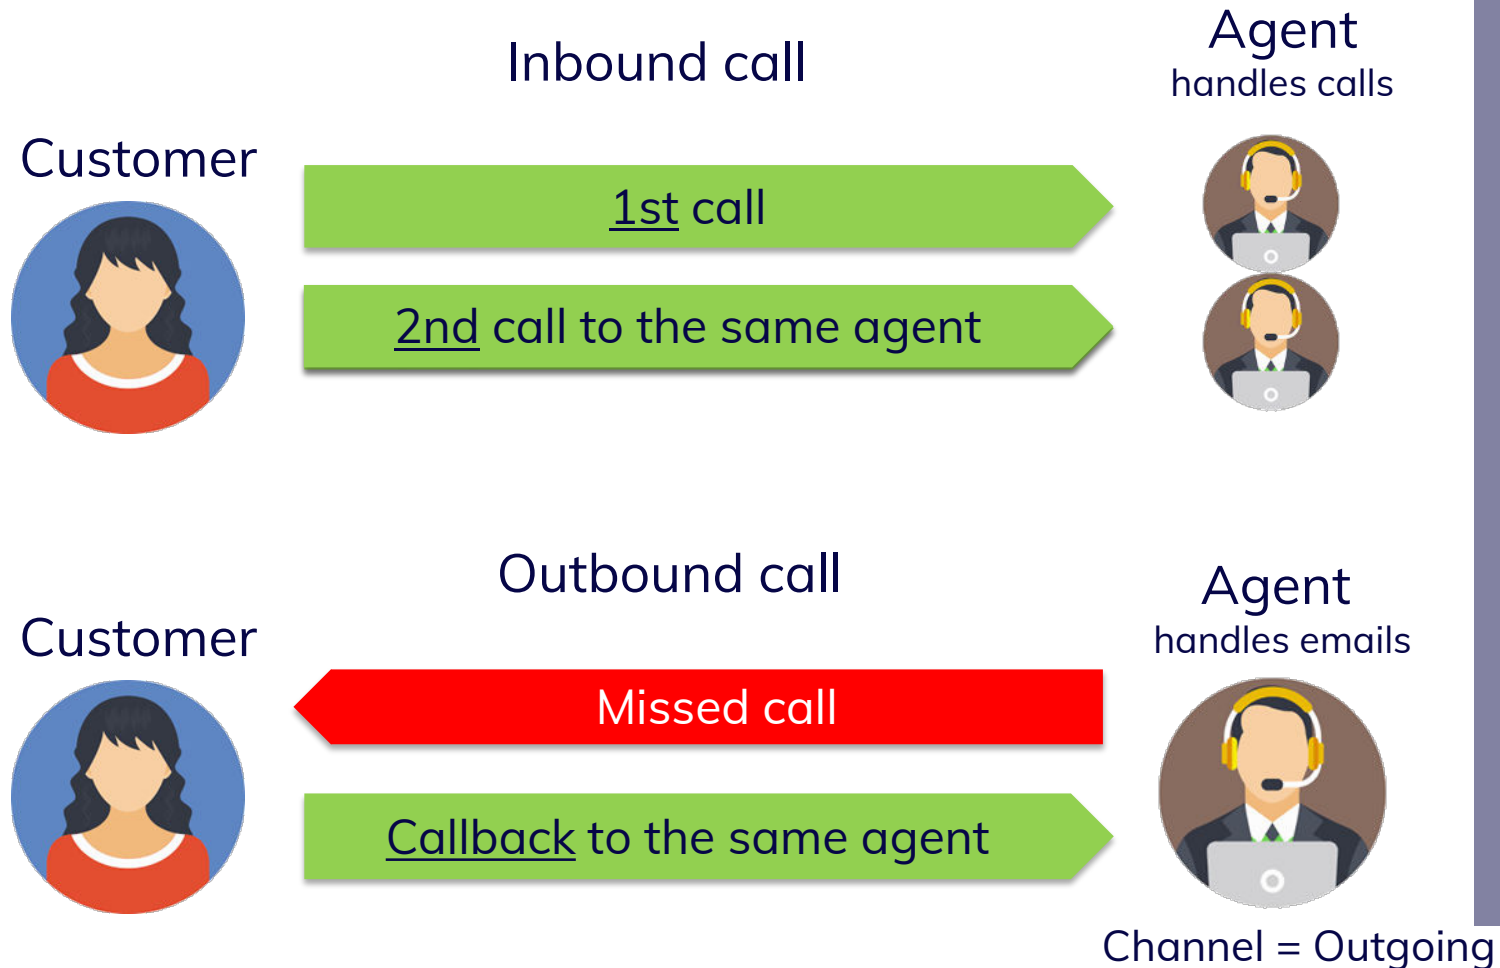 Inbound call
Agent
handles calls
Customer
1st call
2nd call to the same agent
Outbound call
Agent
handles emails
Customer
Missed call
Callback to the same agent
Channel = Outgoing